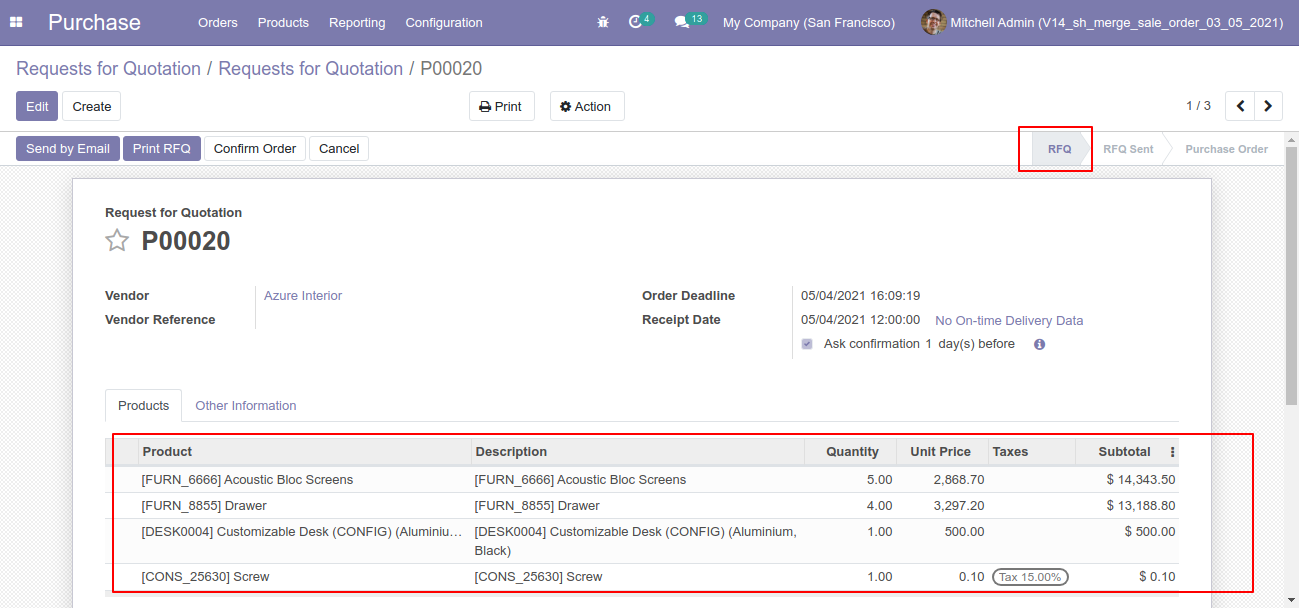 Purchase Orders Products Reporting Configuration 4 13 My Company (San Francisco) Mitchell Admin (V14_sh_merge_sale_order_03_05_2021)
Requests for Quotation / Requests for Quotation / P00020
Edit Create Print Action 1 / 3
Send by Email Print RFQ Confirm Order Cancel RFQ RFQ Sent Purchase Order
Request for Quotation
P00020
Vendor Azure Interior Order Deadline 05/04/2021 16:09:19
Vendor Reference Receipt Date 05/04/2021 12:00:00 No On-time Delivery Data
Ask confirmation 1 day(s) before
Products Other Information
Product Description Quantity Unit Price Taxes Subtotal
[FURN_6666] Acoustic Bloc Screens [FURN_6666] Acoustic Bloc Screens 5.00 2,868.70 $ 14,343.50
[FURN_8855] Drawer [FURN_8855] Drawer 4.00 3,297.20 $ 13,188.80
[DESK0004] Customizable Desk (CONFIG) (Aluminiu… [DESK0004] Customizable Desk (CONFIG) (Aluminium, 1.00 500.00 $ 500.00
Black)
[CONS_25630] Screw [CONS_25630] Screw 1.00 0.10 Tax 15.00% $ 0.10